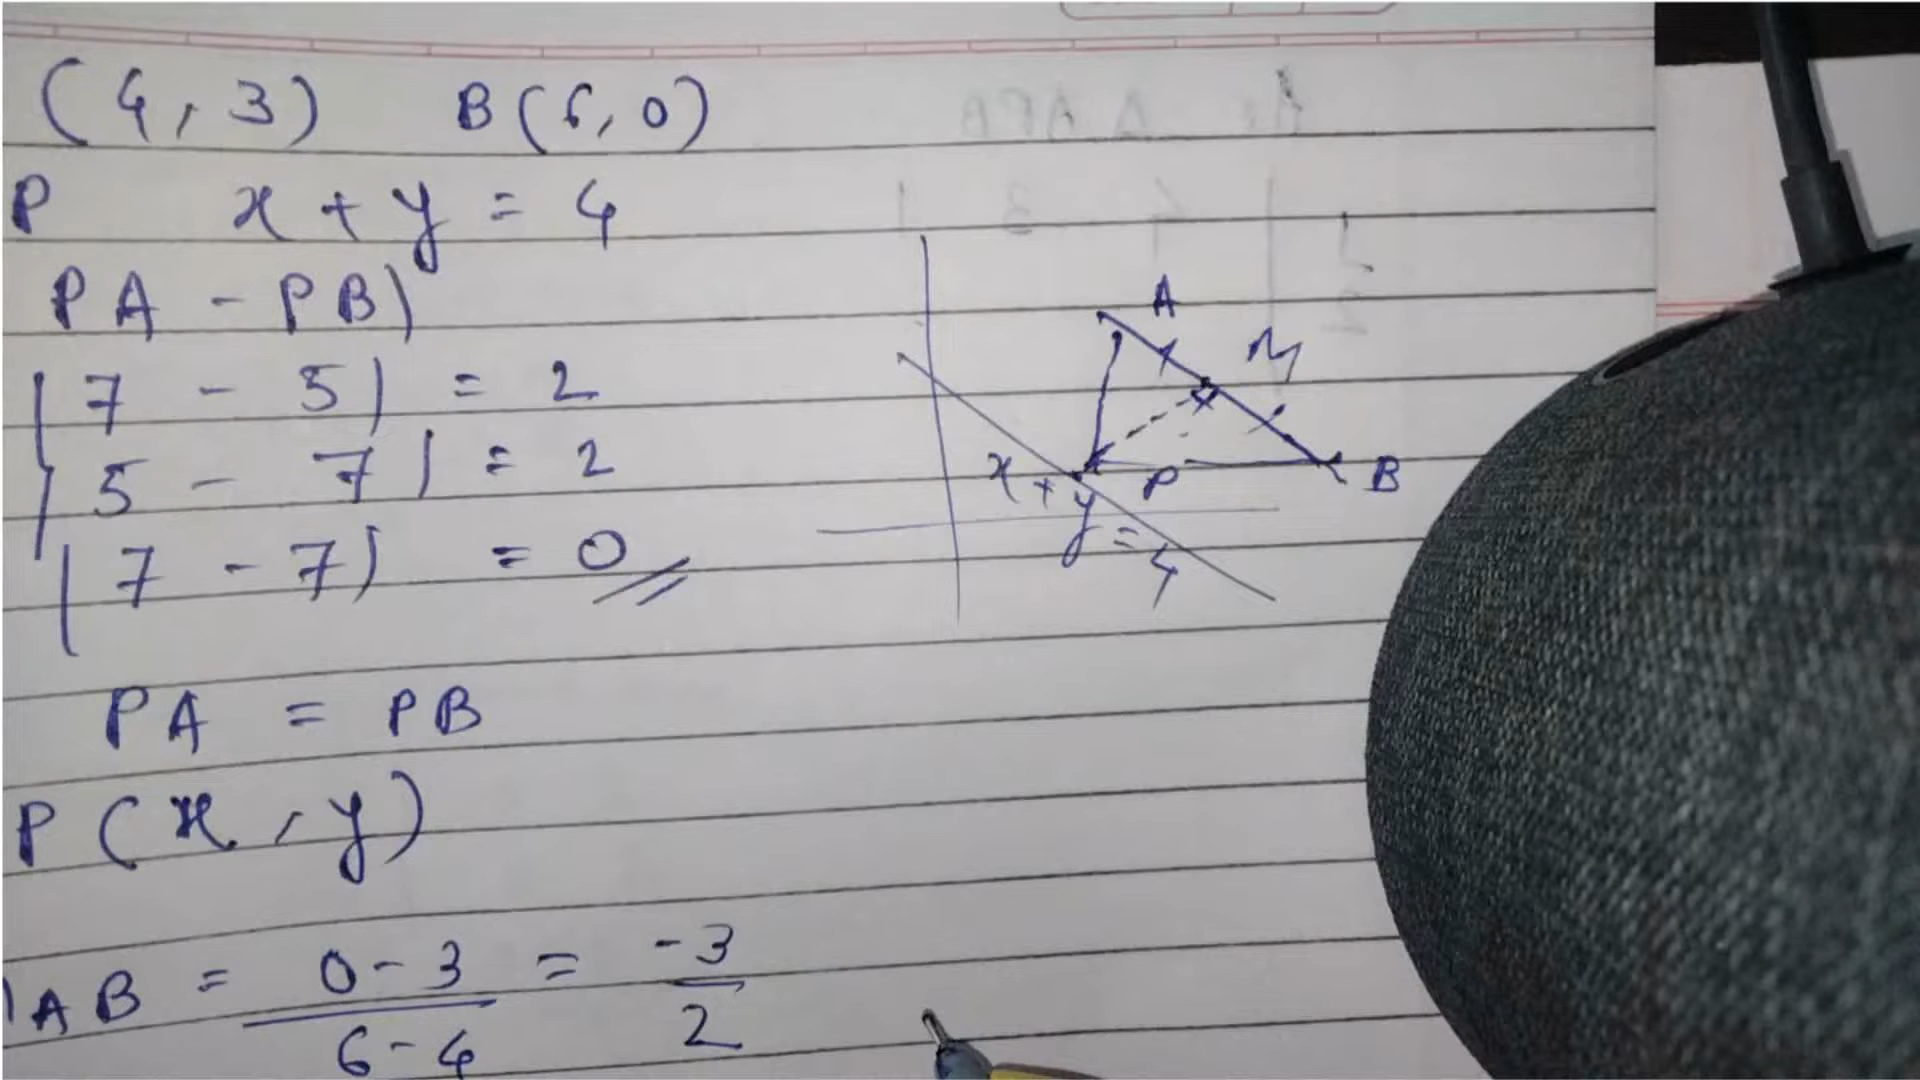 (4, 3) B(6, 0)
P x + y = 4
PA - PB)
|7 - 5| = 2
|5 - 7| = 2
|7 - 7| = 0
PA = PB
P(x, y)
AB = 0-3 / 6-4 = -3 / 2
A
M
P
B
x + y = 4